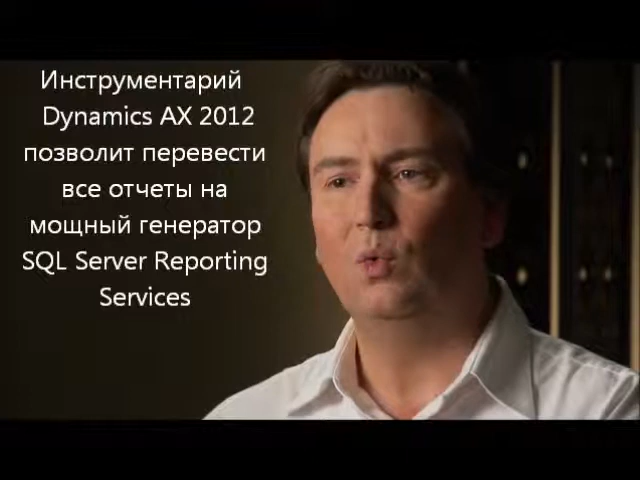 Инструментарий
Dynamics AX 2012
позволит перевести
все отчеты на
мощный генератор
SQL Server Reporting
Services